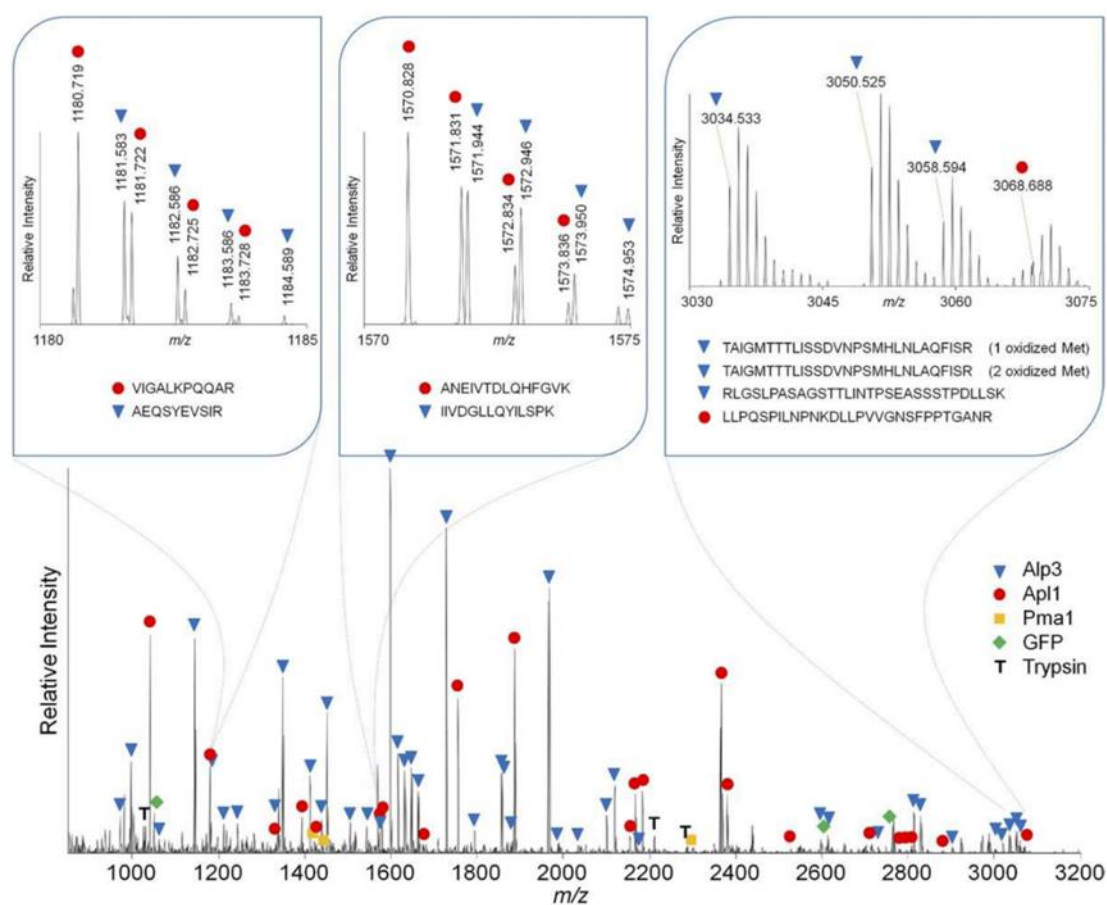 1180.719
1181.583
1181.722
1182.586
1182.725
1183.586
1183.728
1184.589
Relative Intensity
1180
m/z
1185
VIGALKPQQAR
AEQSYEVSIR
1570.828
1571.831
1571.944
1572.834
1572.946
1573.836
1573.950
1574.953
Relative Intensity
1570
m/z
1575
ANEIVTDLQHFGVK
IIVDGLLQYILSPK
3050.525
3034.533
3058.594
3068.688
Relative Intensity
3030
3045
m/z
3060
3075
TAIGMTTTLISSDVNPSMHLNLAQFISR (1 oxidized Met)
TAIGMTTTLISSDVNPSMHLNLAQFISR (2 oxidized Met)
RLGSLPASAGSTTLINTPSEASSSTPDLLSK
LLPQSPILNPNKDLLPVVGNSFPPTGANR
Relative Intensity
Alp3
Apl1
Pma1
GFP
T Trypsin
T
T
T
1000 1200 1400 1600 1800 2000 2200 2400 2600 2800 3000 3200
m/z